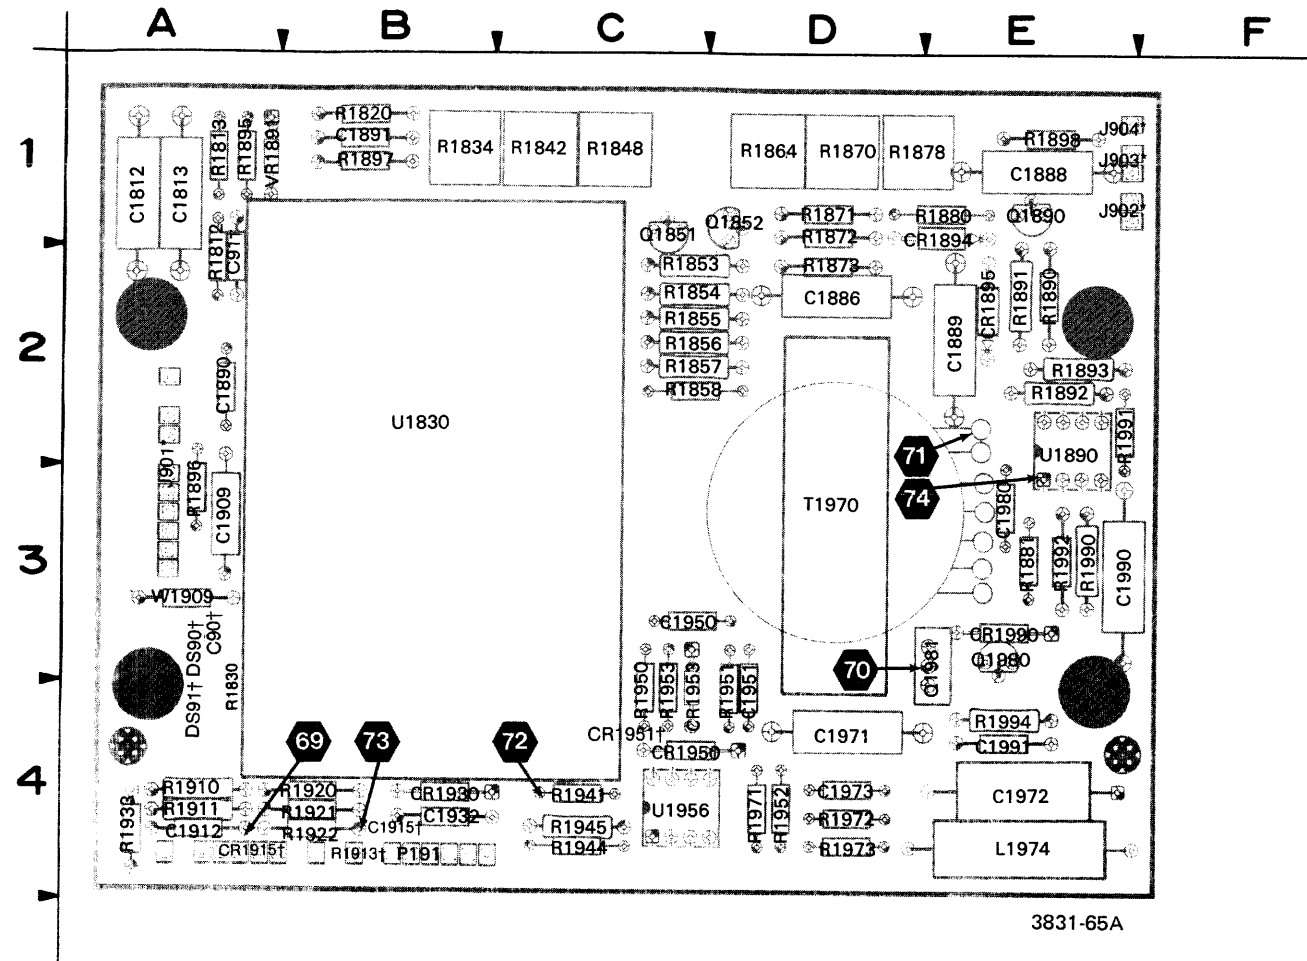 A B C D E F
1
R1820
C1891
R1897
R1834 R1842 R1848
R1864 R1870 R1878
R1898
C1888
J904†
J903†
J902†
C1812
C1813
R1813
R1895
VR1891
R1812
C911
Q1851
Q1852
R1871
R1872
R1873
R1880
CR1894
Q1890
2
R1853
R1854
R1855
R1856
R1857
R1858
C1886
C1889
CR1895
R1891
R1890
R1893
R1892
C1890
U1830
71
74
U1890
R1991
J901†
R1896
C1909
T1970
C1980
3
R1881
R1992
R1990
C1990
W1909
C1950
CR1990
Q1980
DS91† DS90†
C90†
R1830
70
Q1981
R1950
R1953
CR1953
R1951
C1951
CR1951†
CR1950
C1971
R1994
C1991
69
73
72
4
R1910
R1911
C1912
R1933
CR1915†
R1920
R1921
R1922
C1915†
R1913†
P191
CR1930
C1932
R1941
R1945
R1944
U1956
R1971
R1952
C1973
R1972
R1973
C1972
L1974
3831-65A